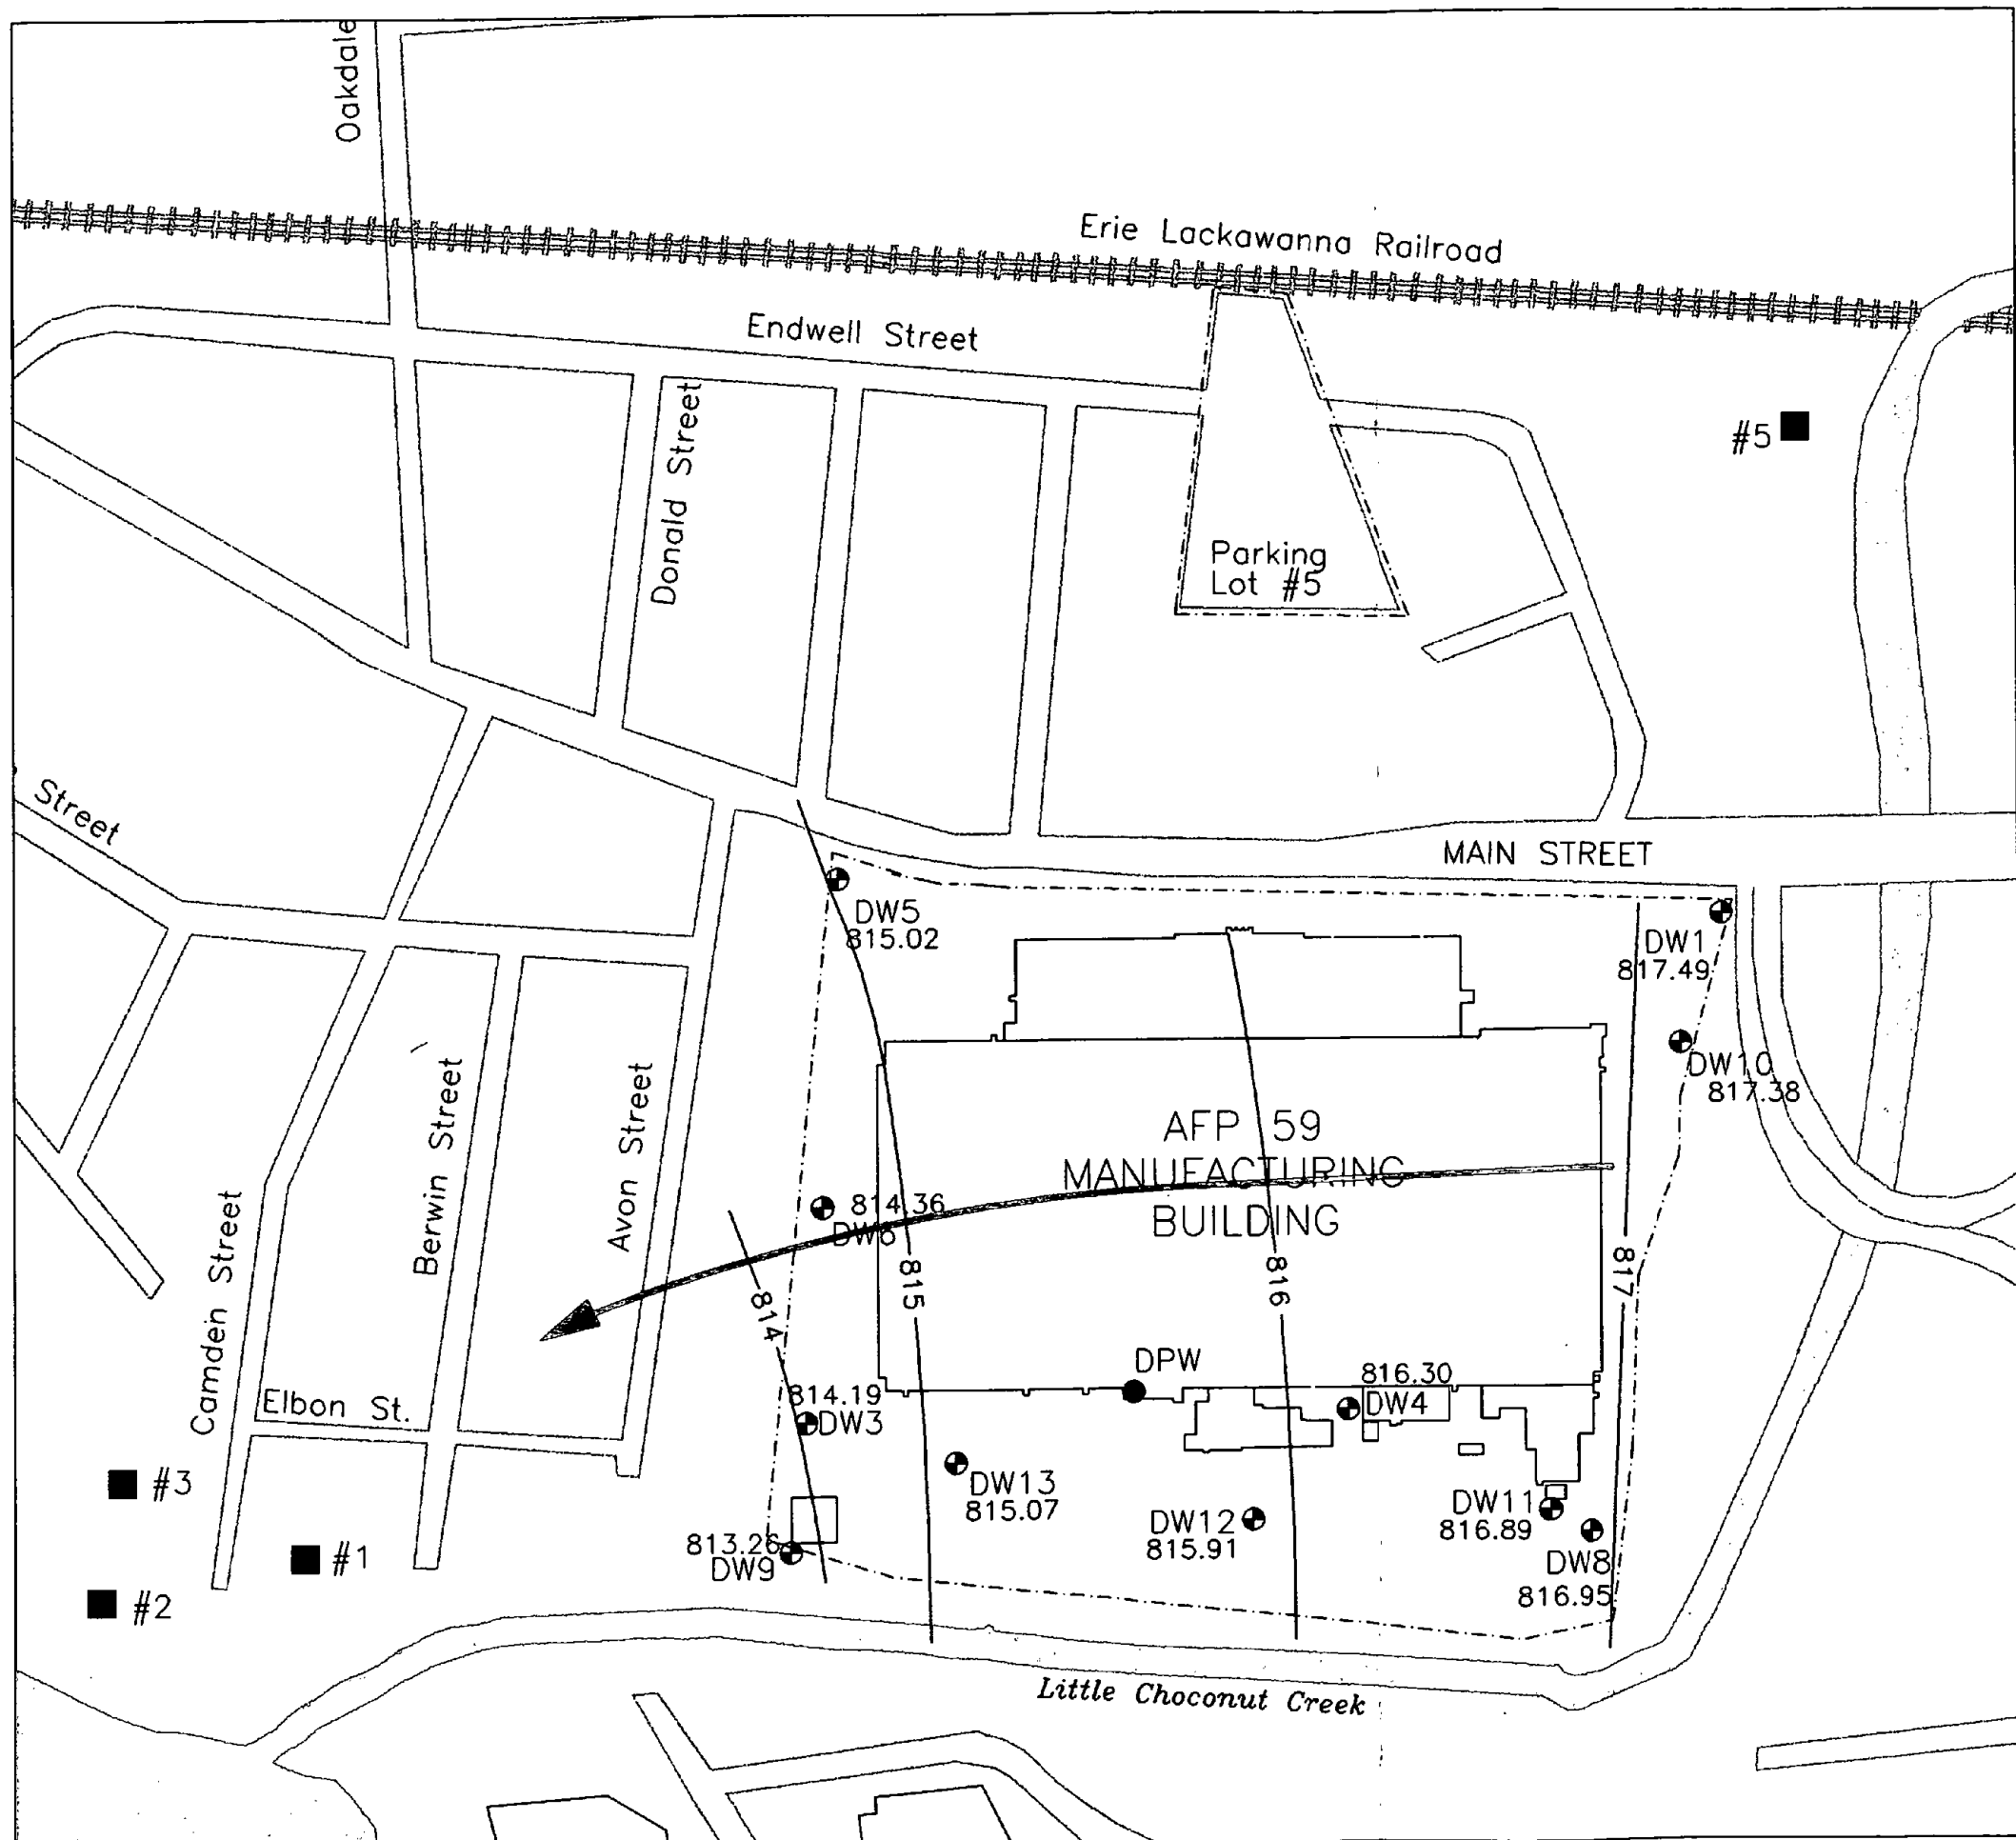 Oakdale
Erie Lackawanna Railroad
Endwell Street
Donald Street
#5
Parking
Lot #5
Street
MAIN STREET
DW5
815.02
DW1
817.49
DW10
817.38
AFP 59
MANUFACTURING
BUILDING
Camden Street
Berwin Street
Avon Street
814.36
DW6
814
815
816
817
DPW
816.30
DW4
814.19
DW3
Elbon St.
#3
DW13
815.07
DW12
815.91
DW11
816.89
813.26
DW9
DW8
816.95
#1
#2
Little Choconut Creek